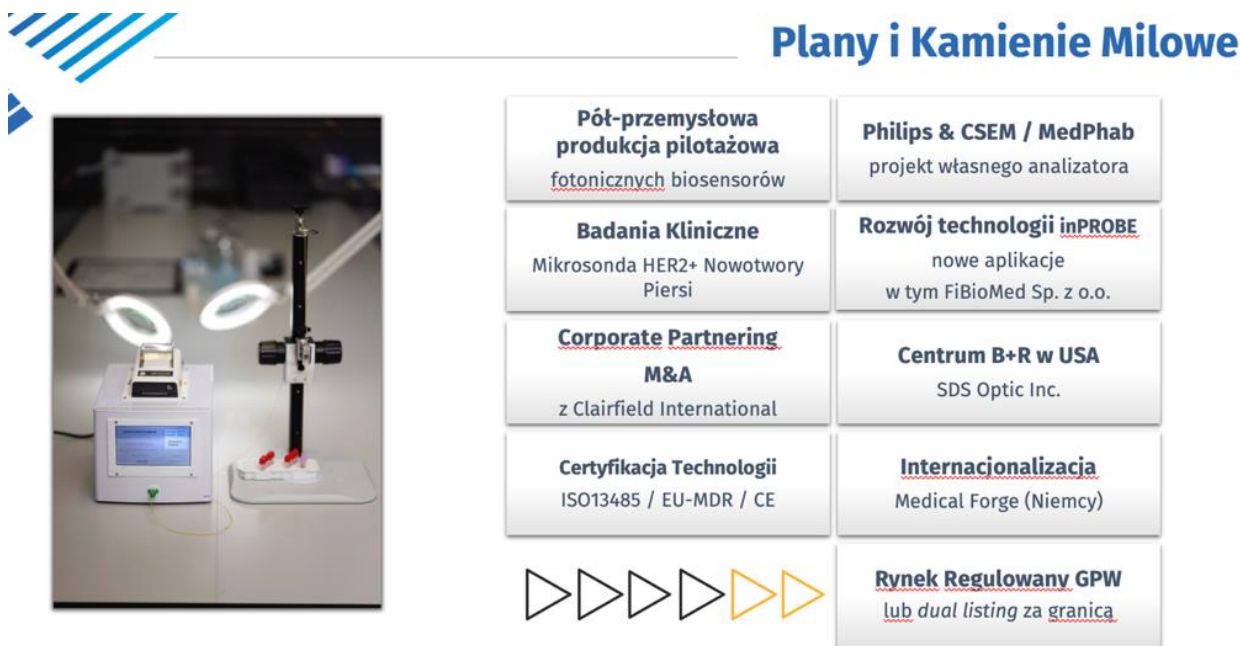 Plany i Kamienie Milowe
Pół-przemysłowa
produkcja pilotażowa
fotonicznych biosensorów
Philips & CSEM / MedPhab
projekt własnego analizatora
Badania Kliniczne
Mikrosonda HER2+ Nowotwory
Piersi
Rozwój technologii inPROBE
nowe aplikacje
w tym FiBioMed Sp. z o.o.
Corporate Partnering
M&A
z Clairfield International
Centrum B+R w USA
SDS Optic Inc.
Certyfikacja Technologii
ISO13485 / EU-MDR / CE
Internacjonalizacja
Medical Forge (Niemcy)
Rynek Regulowany GPW
lub dual listing za granicą